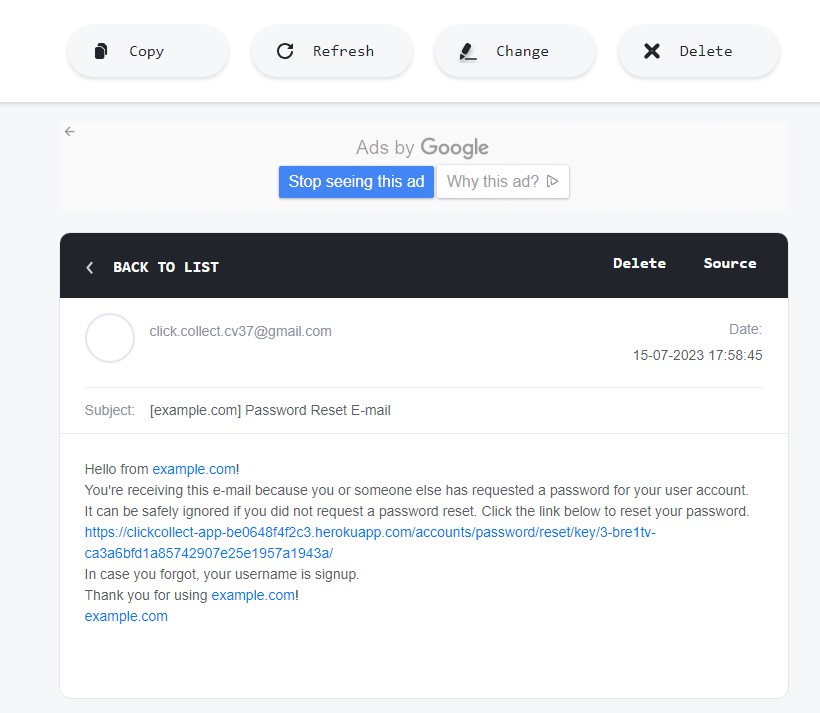 Copy
Refresh
Change
Delete
Ads by Google
Stop seeing this ad
Why this ad?
BACK TO LIST
Delete
Source
click.collect.cv37@gmail.com
Date:
15-07-2023 17:58:45
Subject: [example.com] Password Reset E-mail
Hello from example.com!
You're receiving this e-mail because you or someone else has requested a password for your user account.
It can be safely ignored if you did not request a password reset. Click the link below to reset your password.
https://clickcollect-app-be0648f4f2c3.herokuapp.com/accounts/password/reset/key/3-bre1tv-
ca3a6bfd1a85742907e25e1957a1943a/
In case you forgot, your username is signup.
Thank you for using example.com!
example.com